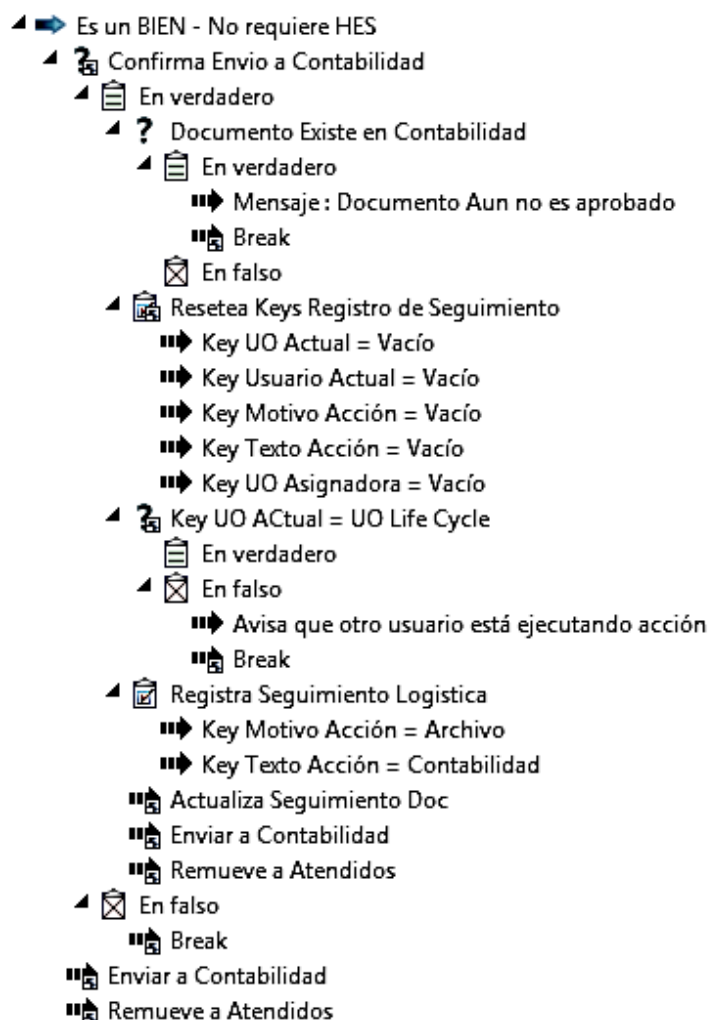 Es un BIEN - No requiere HES
Confirma Envio a Contabilidad
En verdadero
Documento Existe en Contabilidad
En verdadero
Mensaje : Documento Aun no es aprobado
Break
En falso
Resetea Keys Registro de Seguimiento
Key UO Actual = Vacío
Key Usuario Actual = Vacío
Key Motivo Acción = Vacío
Key Texto Acción = Vacío
Key UO Asignadora = Vacío
Key UO ACtual = UO Life Cycle
En verdadero
En falso
Avisa que otro usuario está ejecutando acción
Break
Registra Seguimiento Logistica
Key Motivo Acción = Archivo
Key Texto Acción = Contabilidad
Actualiza Seguimiento Doc
Enviar a Contabilidad
Remueve a Atendidos
En falso
Break
Enviar a Contabilidad
Remueve a Atendidos